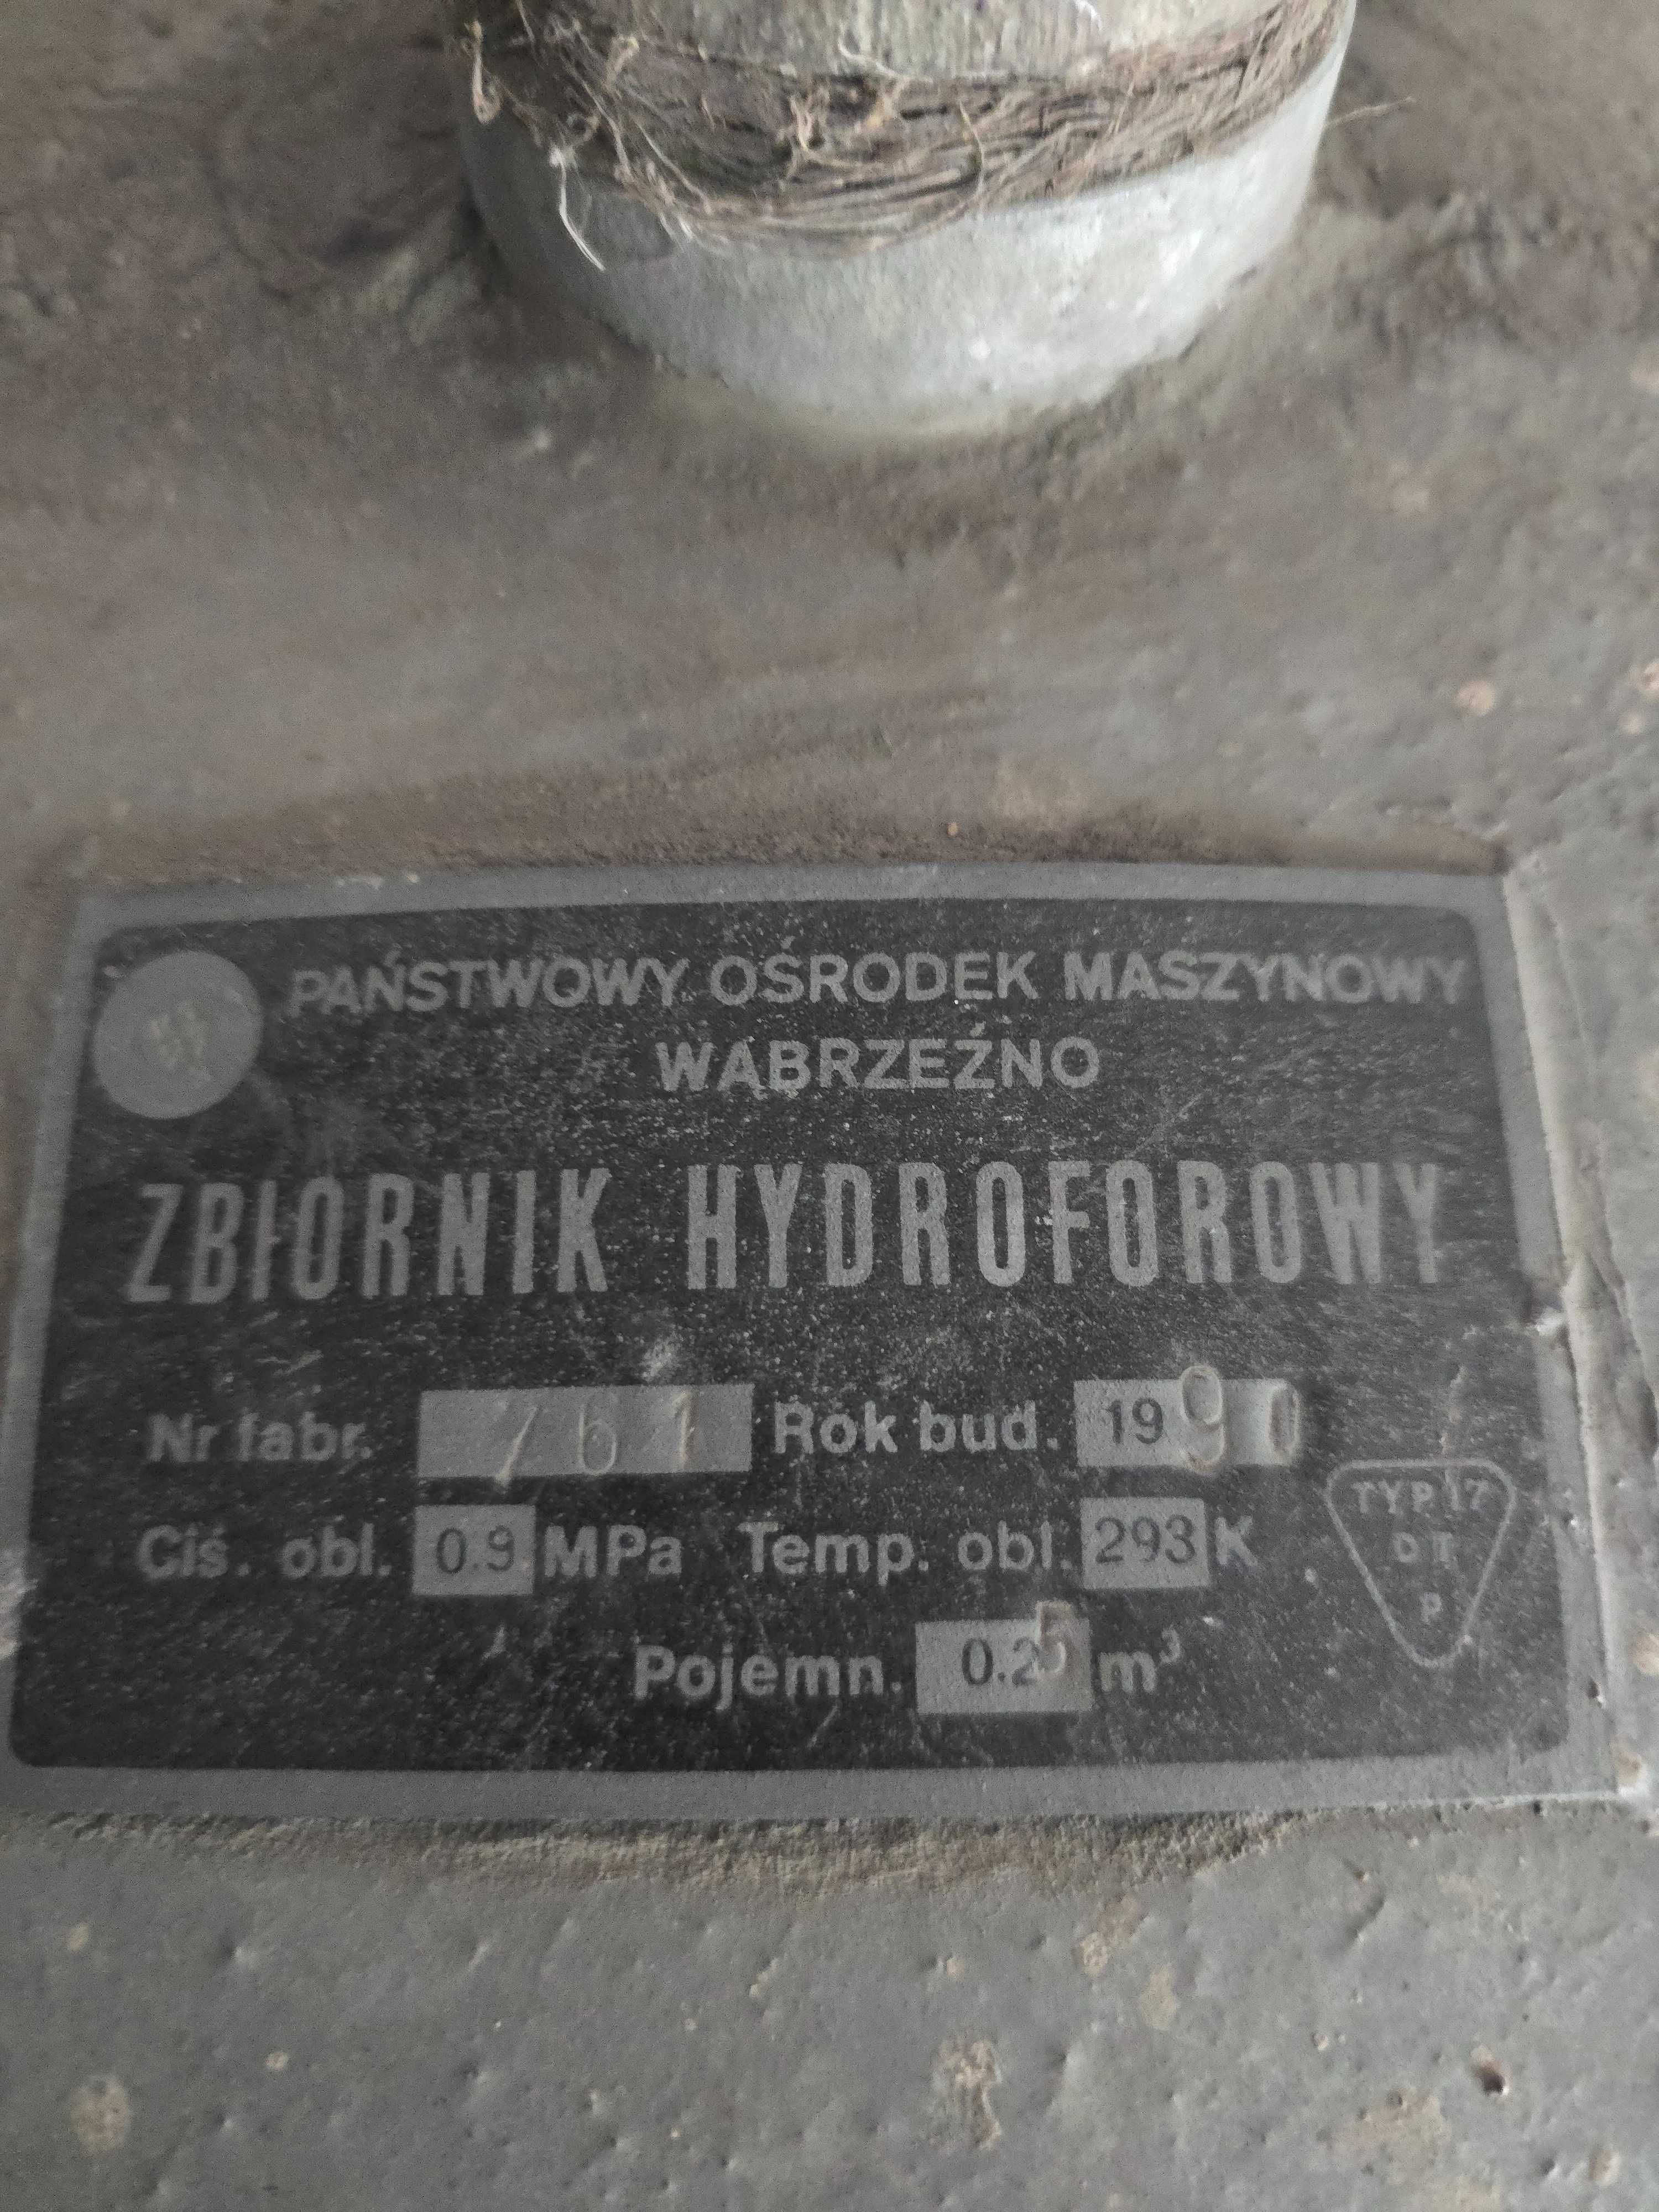 PAŃSTWOWY OŚRODEK MASZYNOWY
WĄBRZEŹNO
ZBIORNIK HYDROFOROWY
Nr fabr. 761 Rok bud. 1990
Ciś. obl. 0.9 MPa Temp. obl. 293 K
Pojemn. 0.25 m³
TYP 17
DT
P